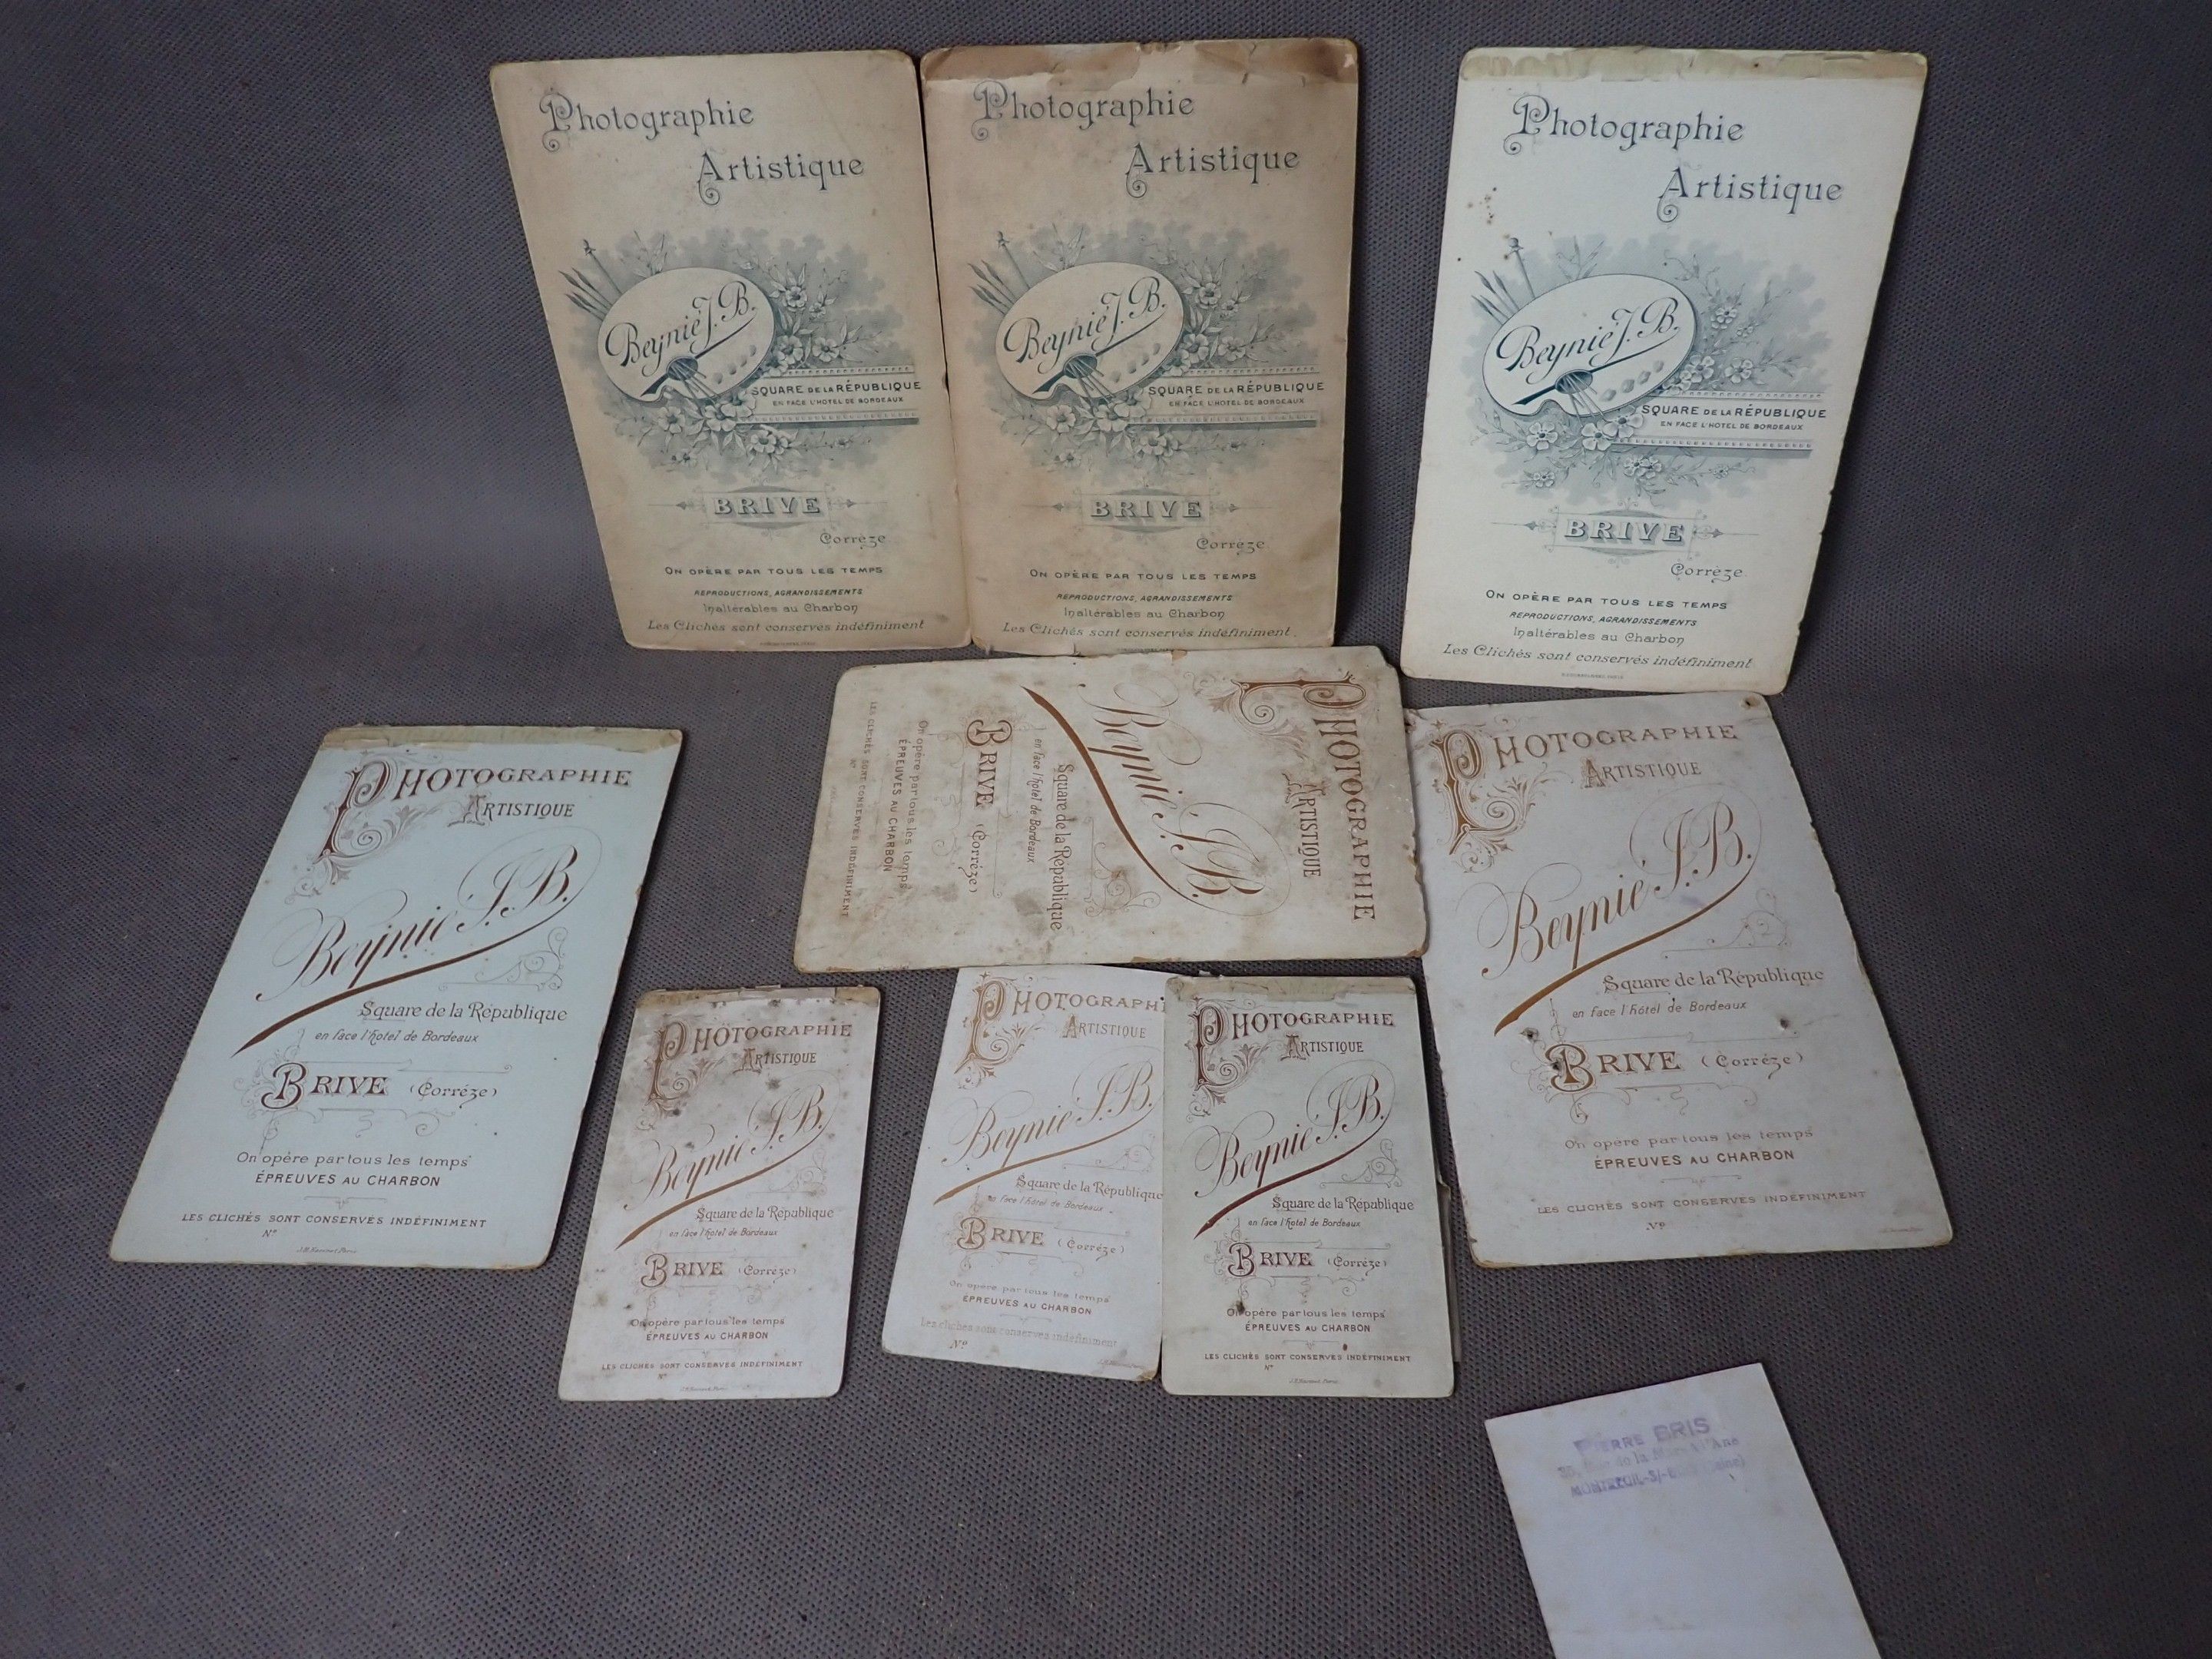 Photographie
Artistique
Beynié J. B.
SQUARE DE LA RÉPUBLIQUE
EN FACE L'HOTEL DE BORDEAUX
BRIVE
Corrèze
ON OPÈRE PAR TOUS LES TEMPS
REPRODUCTIONS, AGRANDISSEMENTS
Inaltérables au Charbon
Les Clichés sont conservés indéfiniment
Photographie
Artistique
Beynié J. B.
SQUARE DE LA RÉPUBLIQUE
EN FACE L'HOTEL DE BORDEAUX
BRIVE
Corrèze
ON OPÈRE PAR TOUS LES TEMPS
REPRODUCTIONS, AGRANDISSEMENTS
Inaltérables au Charbon
Les Clichés sont conservés indéfiniment
Photographie
Artistique
Beynié J. B.
SQUARE DE LA RÉPUBLIQUE
EN FACE L'HOTEL DE BORDEAUX
BRIVE
Corrèze
ON OPÈRE PAR TOUS LES TEMPS
REPRODUCTIONS, AGRANDISSEMENTS
Inaltérables au Charbon
Les Clichés sont conservés indéfiniment
PHOTOGRAPHIE
ARTISTIQUE
Beynie J. B.
Square de la République
en face l'hôtel de Bordeaux
BRIVE (Corrèze)
On opère par tous les temps
ÉPREUVES AU CHARBON
LES CLICHÉS SONT CONSERVÉS INDÉFINIMENT
N°
PHOTOGRAPHIE
ARTISTIQUE
Beynie J. B.
Square de la République
en face l'hôtel de Bordeaux
BRIVE (Corrèze)
On opère par tous les temps
ÉPREUVES AU CHARBON
LES CLICHÉS SONT CONSERVÉS INDÉFINIMENT
N°
PHOTOGRAPHIE
ARTISTIQUE
Beynie J. B.
Square de la République
en face l'hôtel de Bordeaux
BRIVE (Corrèze)
On opère par tous les temps
ÉPREUVES AU CHARBON
LES CLICHÉS SONT CONSERVÉS INDÉFINIMENT
N°
PHOTOGRAPHIE
ARTISTIQUE
Beynie J. B.
Square de la République
en face l'hôtel de Bordeaux
BRIVE (Corrèze)
On opère par tous les temps
ÉPREUVES AU CHARBON
LES CLICHÉS SONT CONSERVÉS INDÉFINIMENT
N°
PHOTOGRAPHI
ARTISTIQUE
Beynie J. B.
Square de la République
en face l'hôtel de Bordeaux
BRIVE (Corrèze)
On opère par tous les temps
ÉPREUVES AU CHARBON
Les clichés sont conservés indéfiniment
N°
PHOTOGRAPHIE
ARTISTIQUE
Beynie J. B.
Square de la République
en face l'hôtel de Bordeaux
BRIVE (Corrèze)
On opère par tous les temps
ÉPREUVES AU CHARBON
LES CLICHÉS SONT CONSERVÉS INDÉFINIMENT
N°
PIERRE BRIS
de la
MONTREUIL-S/-